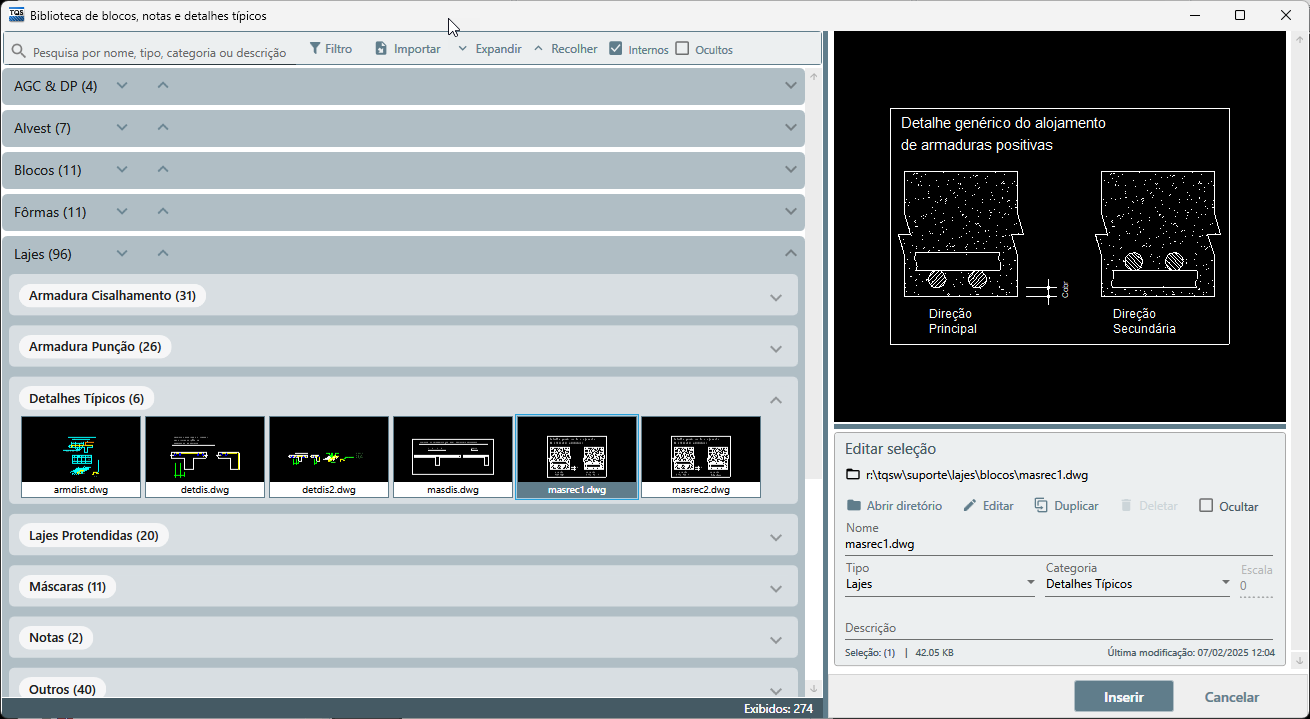 TQS Biblioteca de blocos, notas e detalhes típicos
Pesquisa por nome, tipo, categoria ou descrição Filtro Importar Expandir Recolher Internos Ocultos
AGC & DP (4)
Alvest (7)
Blocos (11)
Fôrmas (11)
Lajes (96)
Armadura Cisalhamento (31)
Armadura Punção (26)
Detalhes Típicos (6)
armdist.dwg detdis.dwg detdis2.dwg masdis.dwg masrec1.dwg masrec2.dwg
Lajes Protendidas (20)
Máscaras (11)
Notas (2)
Outros (40)
Exibidos: 274
Detalhe genérico do alojamento
de armaduras positivas
Cobr
Direção
Principal
Direção
Secundária
Editar seleção
r:\tqsw\suporte\lajes\blocos\masrec1.dwg
Abrir diretório Editar Duplicar Deletar Ocultar
Nome
masrec1.dwg
Tipo Categoria Escala
Lajes Detalhes Típicos 0
Descrição
Seleção: (1) | 42.05 KB Última modificação: 07/02/2025 12:04
Inserir Cancelar